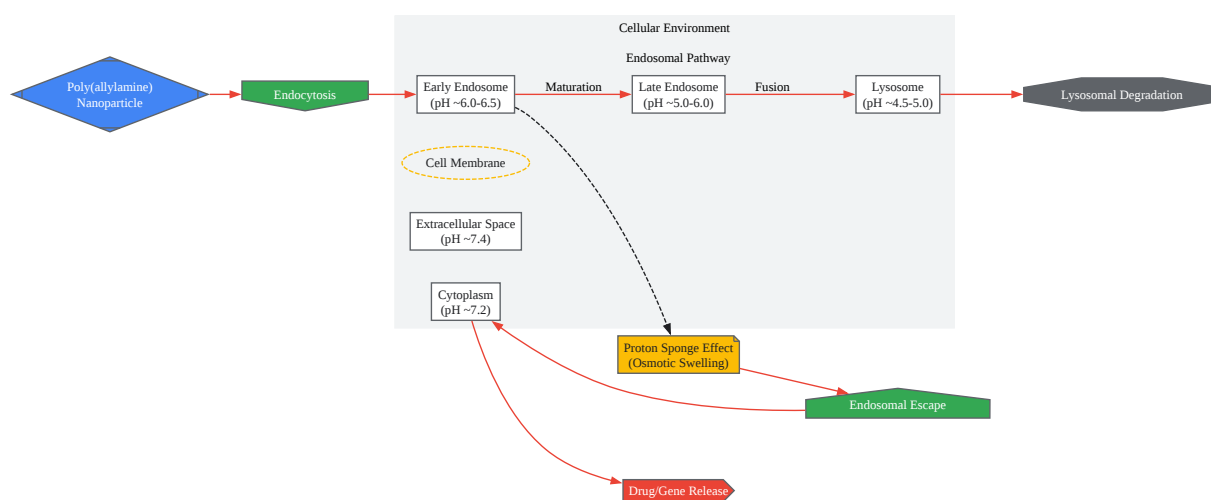 Cellular Environment
Endosomal Pathway
Poly(allylamine)
Nanoparticle
Endocytosis
Early Endosome
(pH ~6.0-6.5)
Maturation
Late Endosome
(pH ~5.0-6.0)
Fusion
Lysosome
(pH ~4.5-5.0)
Lysosomal Degradation
Cell Membrane
Extracellular Space
(pH ~7.4)
Cytoplasm
(pH ~7.2)
Proton Sponge Effect
(Osmotic Swelling)
Endosomal Escape
Drug/Gene Release